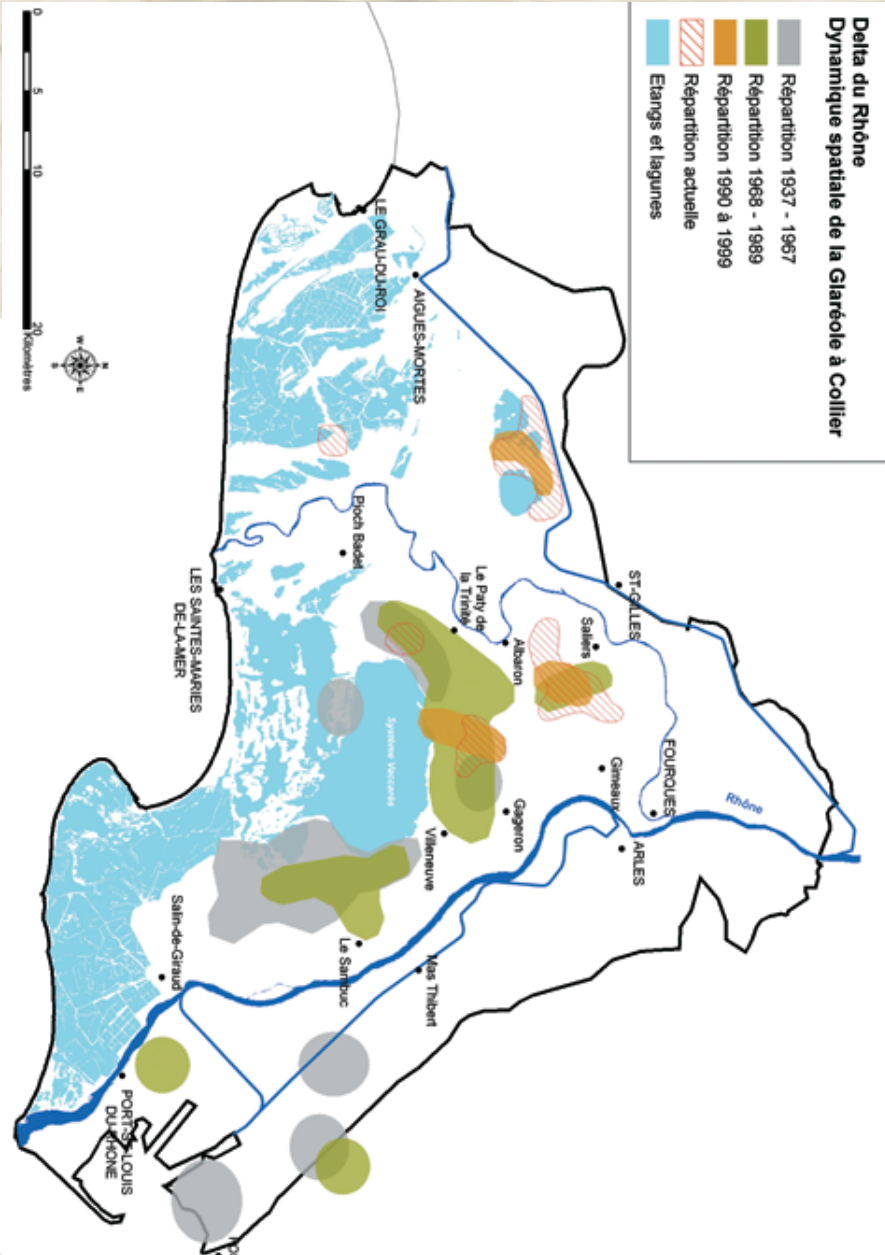 Delta du Rhône
Dynamique spatiale de la Glaréole à Collier
Répartition 1937 - 1967
Répartition 1968 - 1989
Répartition 1990 à 1999
Répartition actuelle
Etangs et lagunes
ST-GILLES
FOURQUES
Rhône
ARLES
Saliers
Gimeaux
Albaron
Gageron
Le Paty de
la Trinité
Villeneuve
AIGUES-MORTES
Mas Thibert
LE GRAU-DU-ROI
Pioch Badet
Système Vaccarès
Le Sambuc
LES SAINTES-MARIES
DE-LA-MER
Salin-de-Giraud
PORT-ST-LOUIS
DU-RHONE
N
W
E
S
0
5
10
20
Kilomètres